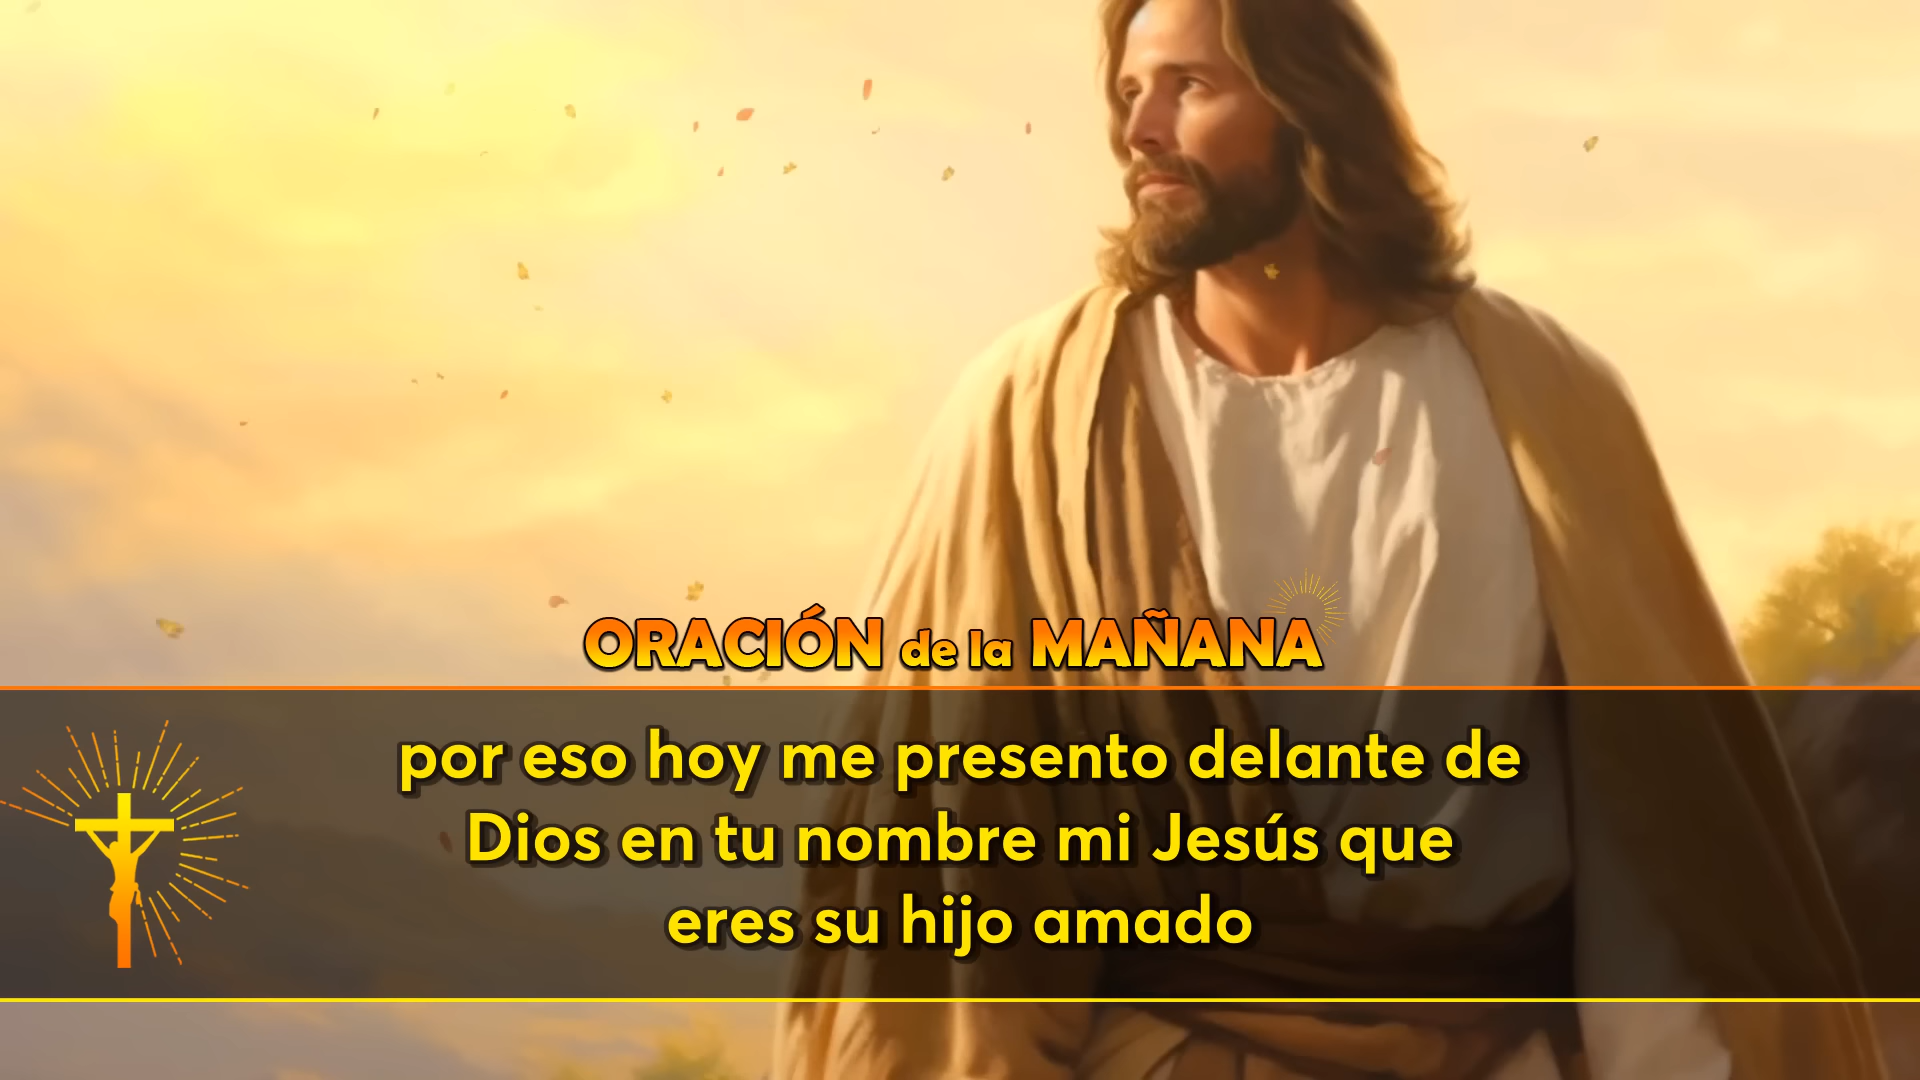 ORACIÓN de la MAÑANA
por eso hoy me presento delante de
Dios en tu nombre mi Jesús que
eres su hijo amado